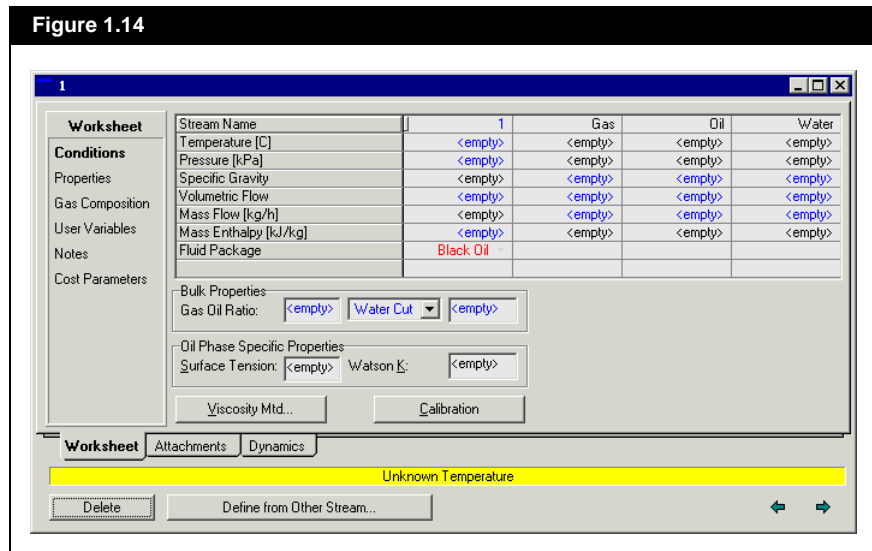 Figure 1.14
1
Worksheet
Conditions
Properties
Gas Composition
User Variables
Notes
Cost Parameters
Stream Name 1 Gas Oil Water
Temperature [C] <empty> <empty> <empty> <empty>
Pressure [kPa] <empty> <empty> <empty> <empty>
Specific Gravity <empty> <empty> <empty> <empty>
Volumetric Flow <empty> <empty> <empty> <empty>
Mass Flow [kg/h] <empty> <empty> <empty> <empty>
Mass Enthalpy [kJ/kg] <empty> <empty> <empty> <empty>
Fluid Package Black Oil
Bulk Properties
Gas Oil Ratio: <empty> Water Cut <empty>
Oil Phase Specific Properties
Surface Tension: <empty> Watson K: <empty>
Viscosity Mtd... Calibration
Worksheet Attachments Dynamics
Unknown Temperature
Delete Define from Other Stream...